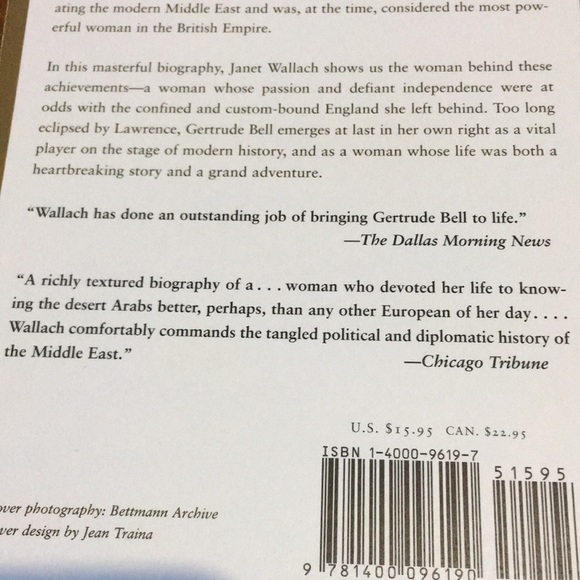 ating the modern Middle East and was, at the time, considered the most pow-
erful woman in the British Empire.
In this masterful biography, Janet Wallach shows us the woman behind these
achievements—a woman whose passion and defiant independence were at
odds with the confined and custom-bound England she left behind. Too long
eclipsed by Lawrence, Gertrude Bell emerges at last in her own right as a vital
player on the stage of modern history, and as a woman whose life was both a
heartbreaking story and a grand adventure.
“Wallach has done an outstanding job of bringing Gertrude Bell to life.”
—The Dallas Morning News
“A richly textured biography of a . . . woman who devoted her life to know-
ing the desert Arabs better, perhaps, than any other European of her day. . . .
Wallach comfortably commands the tangled political and diplomatic history of
the Middle East.”
—Chicago Tribune
U.S. $15.95 CAN. $22.95
ISBN 1-4000-9619-7
51595
9 781400 096190
over photography: Bettmann Archive
ver design by Jean Traina